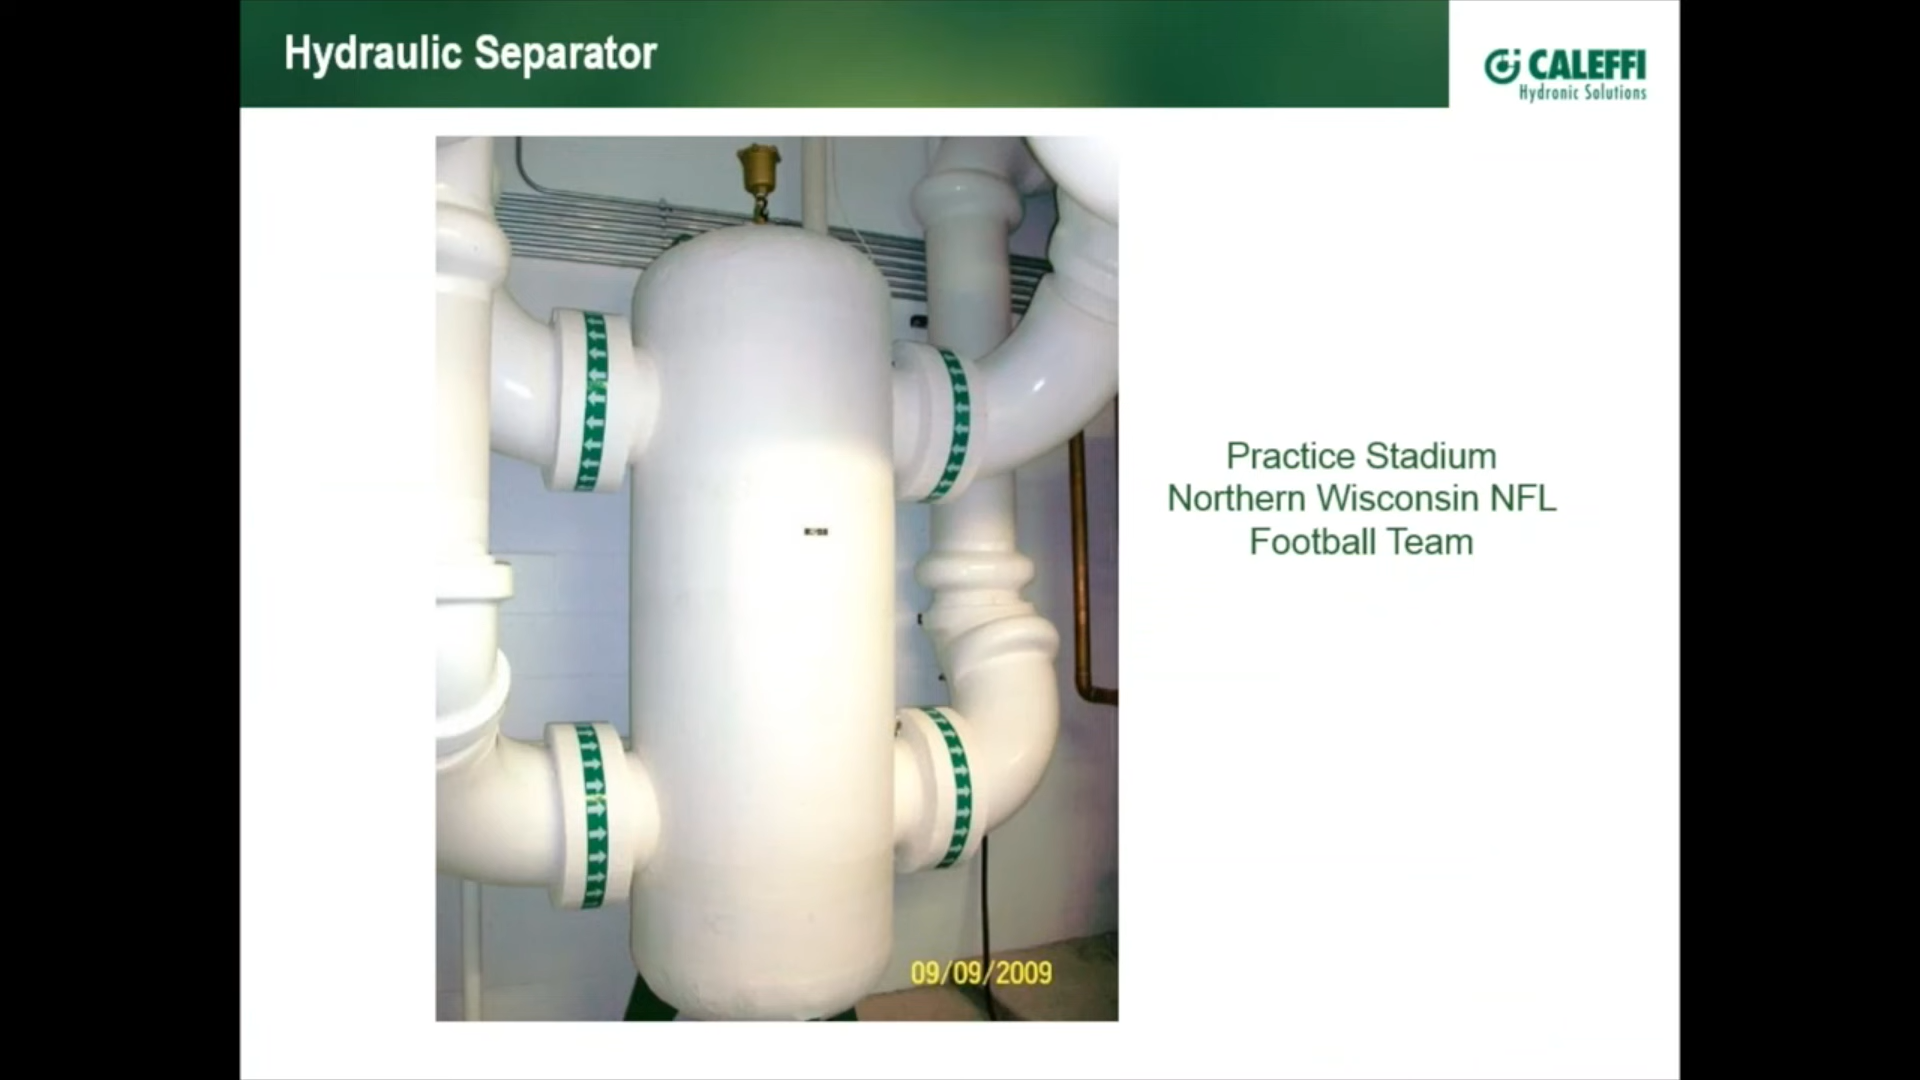 Hydraulic Separator
CALEFFI
Hydronic Solutions
Practice Stadium
Northern Wisconsin NFL
Football Team
09/09/2009